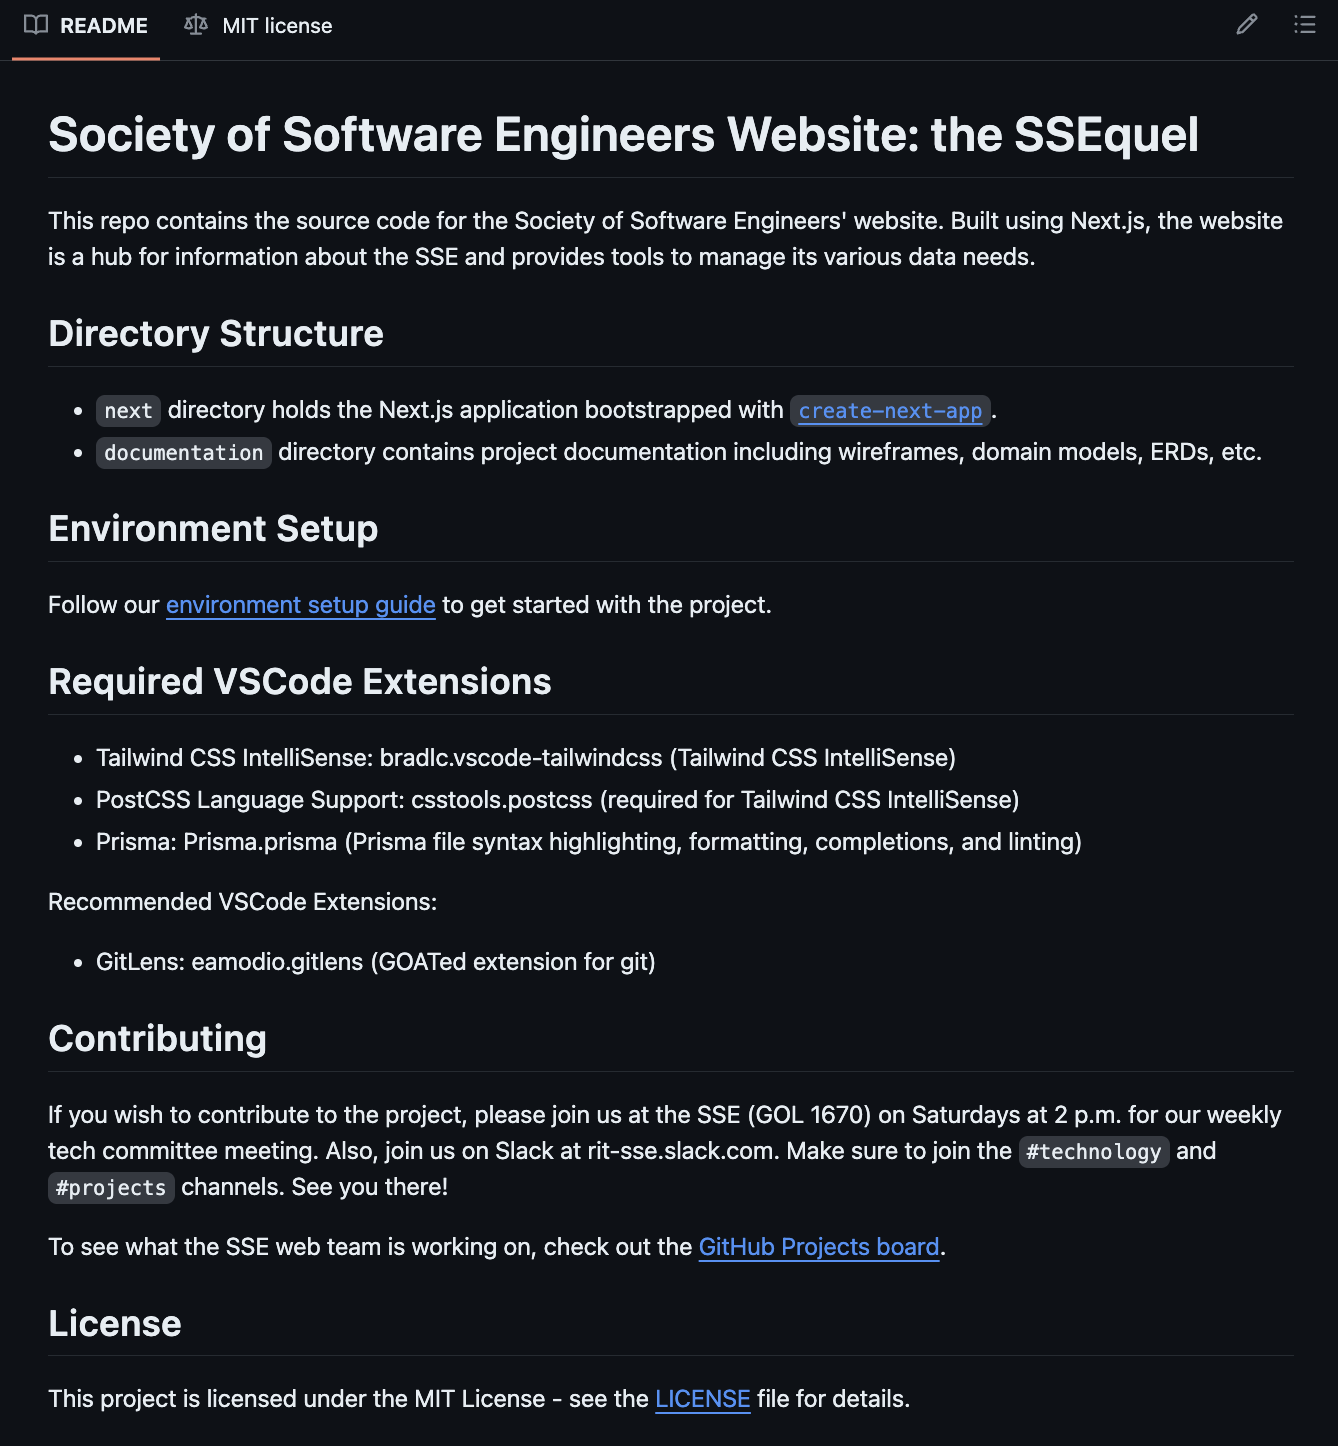 README
MIT license
Society of Software Engineers Website: the SSEquel
This repo contains the source code for the Society of Software Engineers' website. Built using Next.js, the website
is a hub for information about the SSE and provides tools to manage its various data needs.
Directory Structure
next directory holds the Next.js application bootstrapped with create-next-app.
documentation directory contains project documentation including wireframes, domain models, ERDs, etc.
Environment Setup
Follow our environment setup guide to get started with the project.
Required VSCode Extensions
Tailwind CSS IntelliSense: bradlc.vscode-tailwindcss (Tailwind CSS IntelliSense)
PostCSS Language Support: csstools.postcss (required for Tailwind CSS IntelliSense)
Prisma: Prisma.prisma (Prisma file syntax highlighting, formatting, completions, and linting)
Recommended VSCode Extensions:
GitLens: eamodio.gitlens (GOATed extension for git)
Contributing
If you wish to contribute to the project, please join us at the SSE (GOL 1670) on Saturdays at 2 p.m. for our weekly
tech committee meeting. Also, join us on Slack at rit-sse.slack.com. Make sure to join the #technology and
#projects channels. See you there!
To see what the SSE web team is working on, check out the GitHub Projects board.
License
This project is licensed under the MIT License - see the LICENSE file for details.